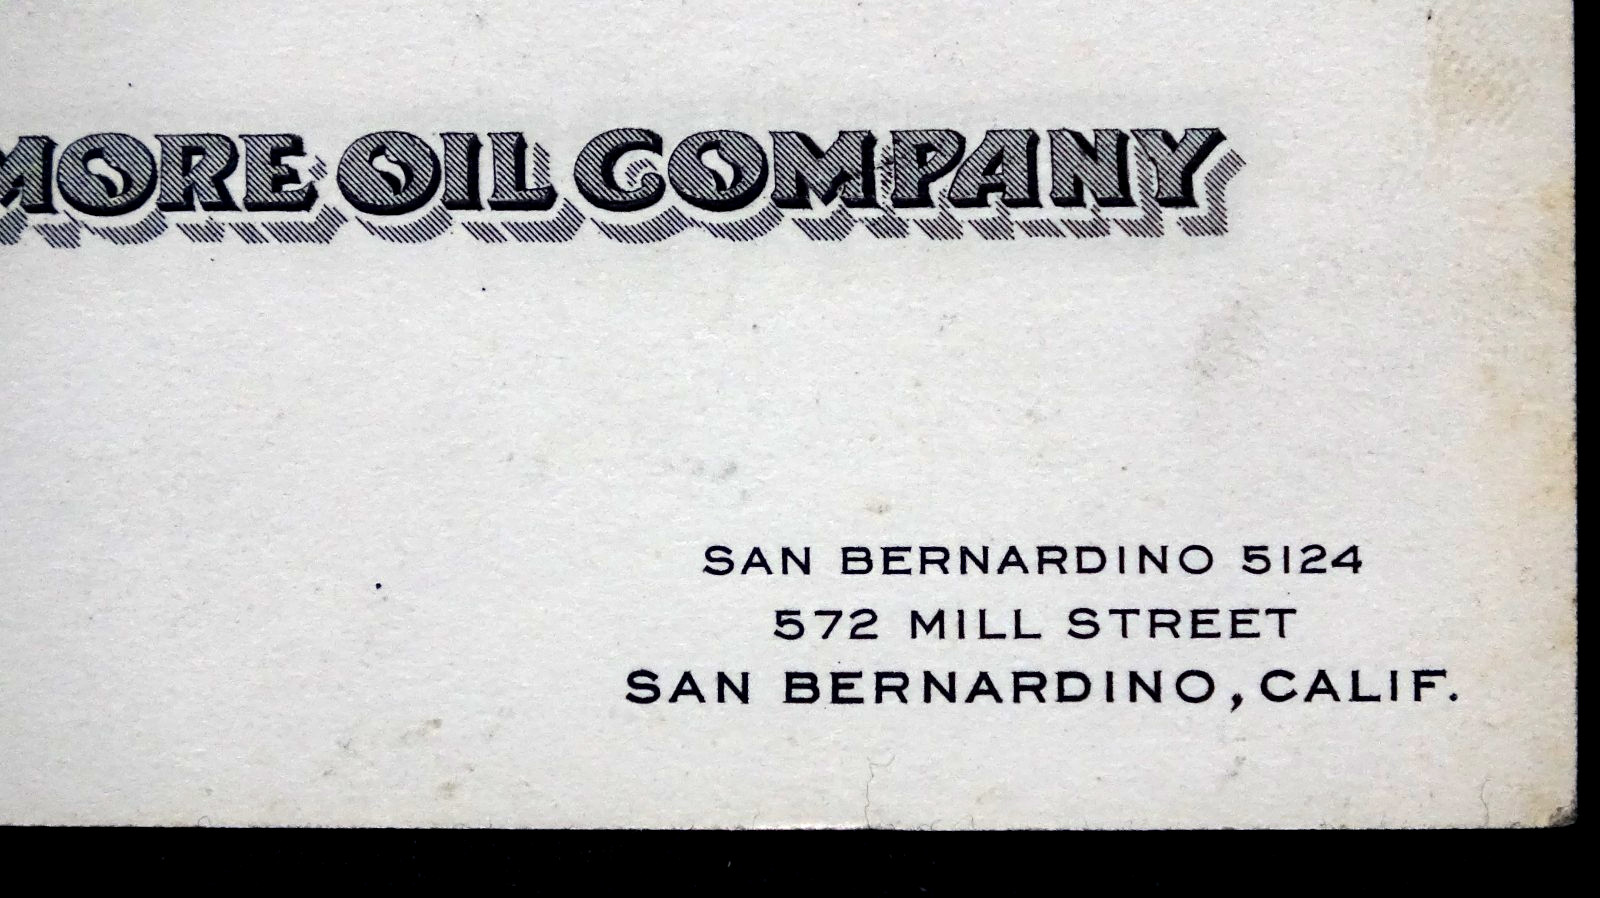 MORE OIL COMPANY
SAN BERNARDINO 5124
572 MILL STREET
SAN BERNARDINO, CALIF.